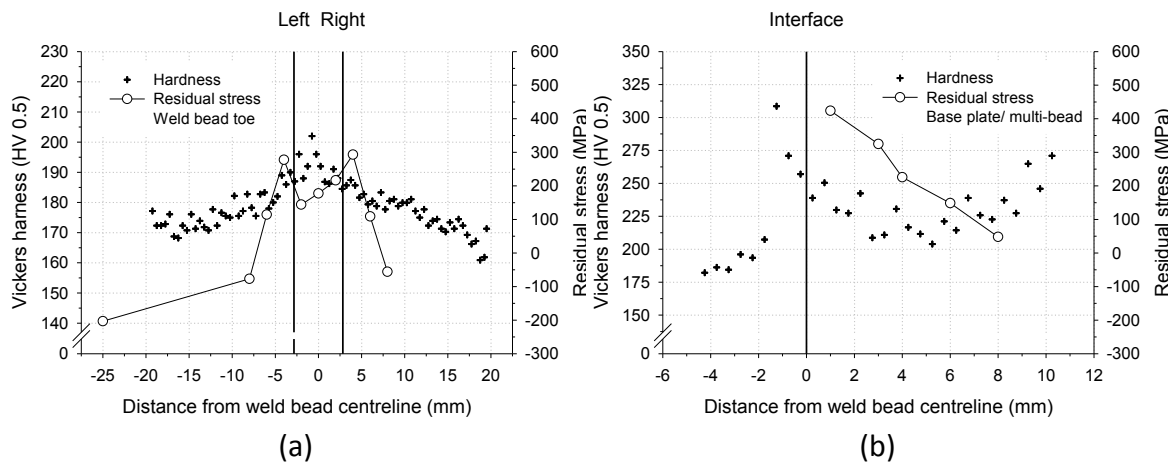 Left Right
230
220
210
200
190
180
170
160
150
140
0
Vickers harness (HV 0.5)
Hardness
Residual stress
Weld bead toe
600
500
400
300
200
100
0
-100
-200
-300
Residual stress (MPa)
-25 -20 -15 -10 -5 0 5 10 15 20
Distance from weld bead centreline (mm)
(a)
Interface
350
325
300
275
250
225
200
175
150
0
Vickers harness (HV 0.5)
Hardness
Residual stress
Base plate/ multi-bead
600
500
400
300
200
100
0
-100
-200
-300
Residual stress (MPa)
-6 -4 -2 0 2 4 6 8 10 12
Distance from weld bead centreline (mm)
(b)